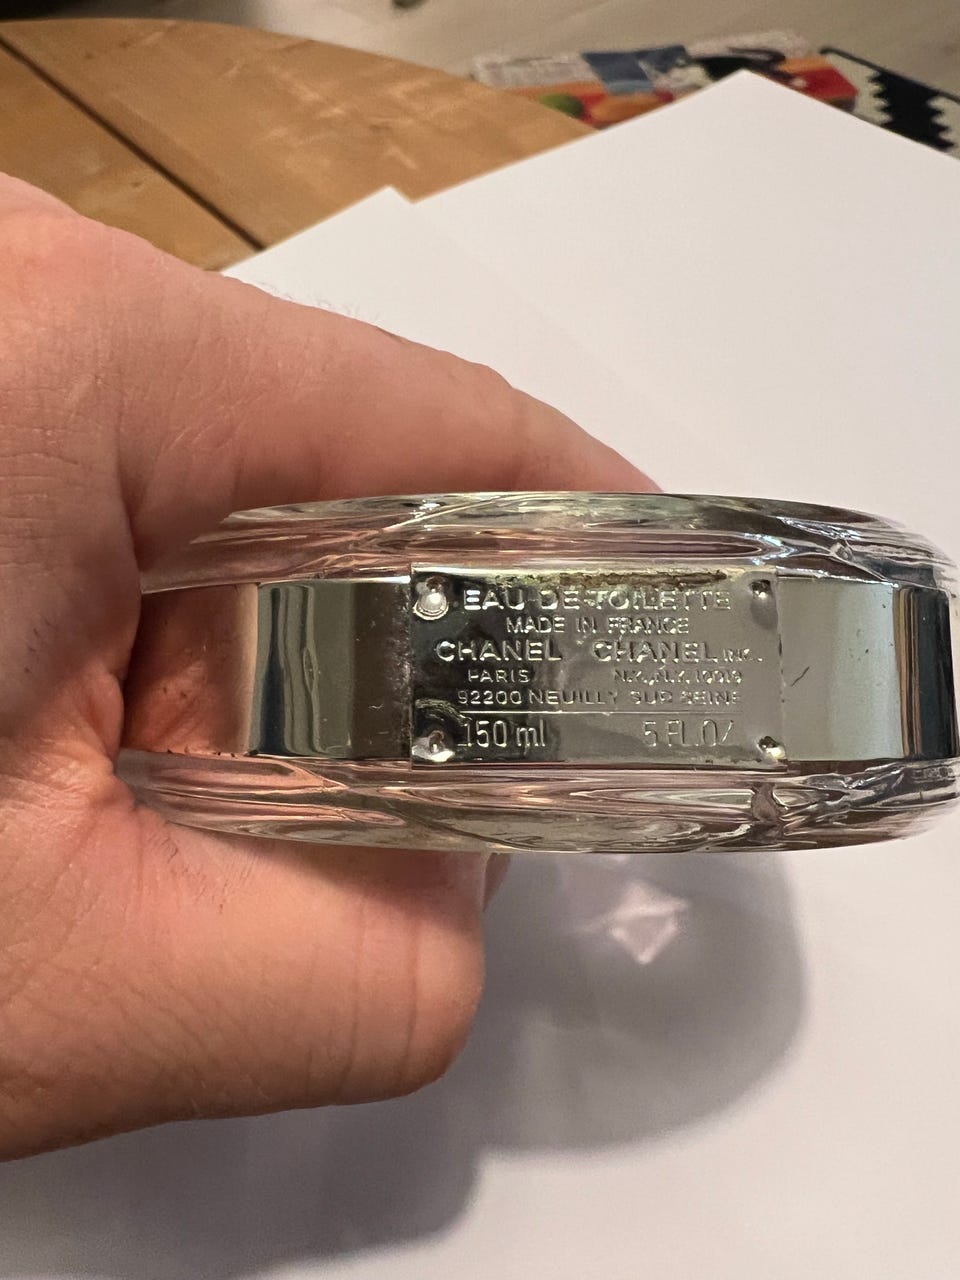 EAU DE TOILETTE
MADE IN FRANCE
CHANEL CHANEL INC.
PARIS N.Y., N.Y. 10019
92200 NEUILLY SUR SEINE
150 ml 5 FL.OZ